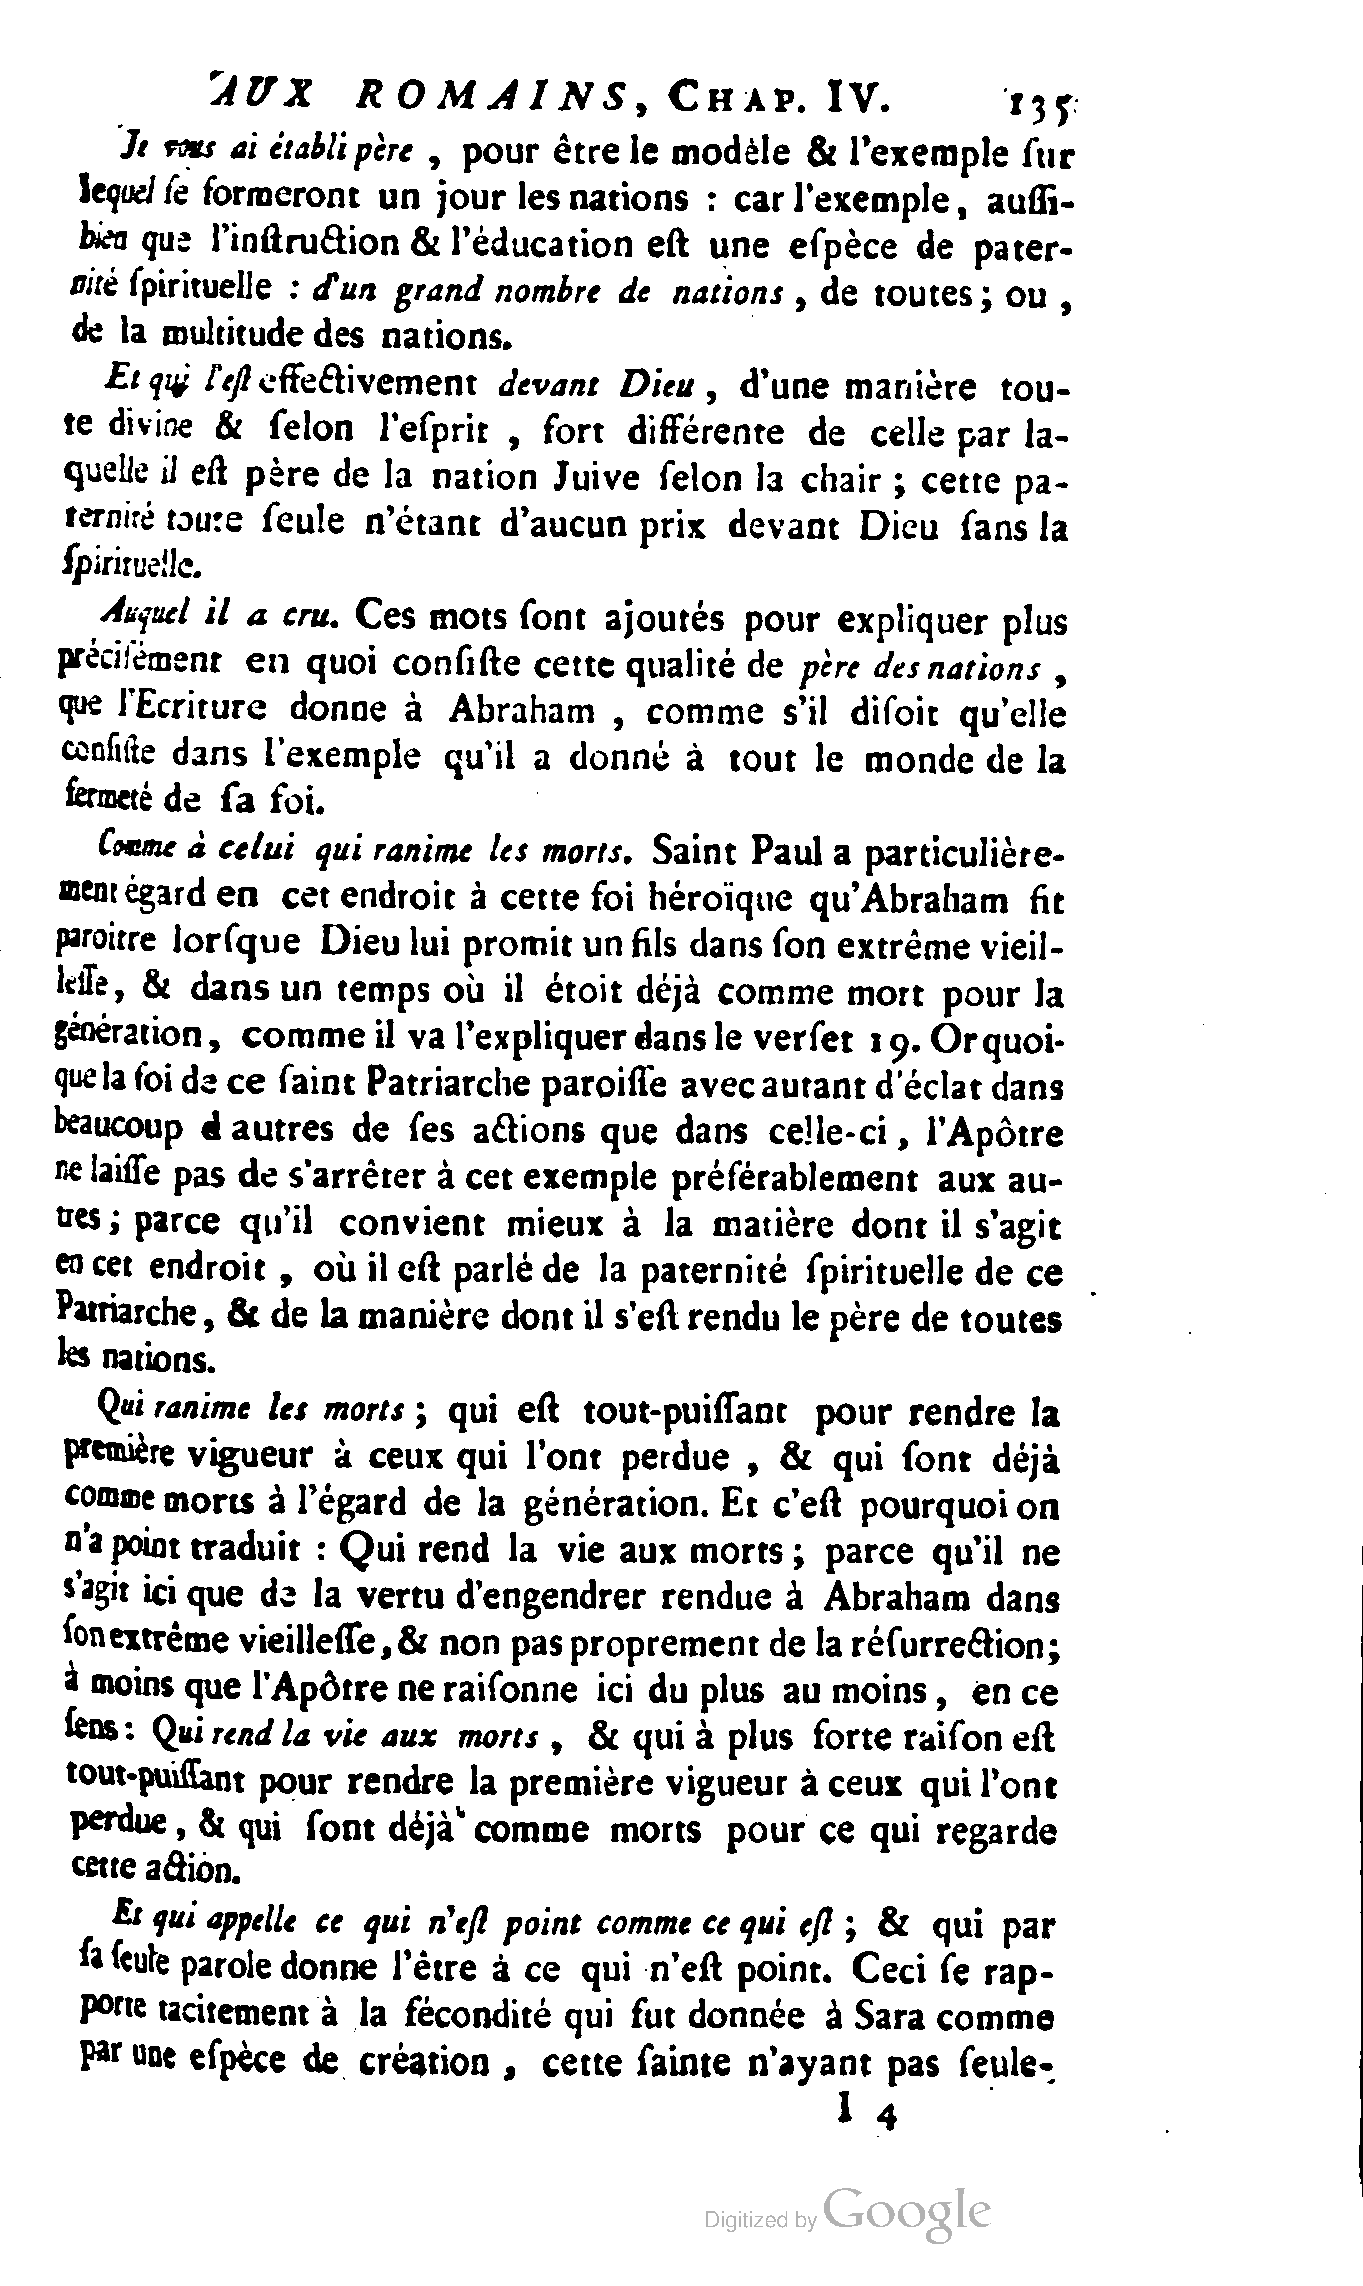 AUX ROMAINS, CHAP. IV. 135
Je vous ai établi père , pour être le modèle & l'exemple ſur
lequel ſe formeront un jour les nations : car l'exemple, auſſi-
bien que l'inſtruction & l'éducation eſt une eſpèce de pater-
nité ſpirituelle : d'un grand nombre de nations , de toutes ; ou ,
de la multitude des nations.
Et qui l'eſt effectivement devant Dieu , d'une manière tou-
te divine & ſelon l'eſprit , fort différente de celle par la-
quelle il eſt père de la nation Juive ſelon la chair ; cette pa-
ternité toute ſeule n'étant d'aucun prix devant Dieu ſans la
ſpirituelle.
Auquel il a cru. Ces mots ſont ajoutés pour expliquer plus
préciſément en quoi conſiſte cette qualité de père des nations ,
que l'Ecriture donne à Abraham , comme s'il diſoit qu'elle
conſiſte dans l'exemple qu'il a donné à tout le monde de la
fermeté de ſa foi.
Comme à celui qui ranime les morts. Saint Paul a particulière-
ment égard en cet endroit à cette foi héroïque qu'Abraham fit
paroitre lorſque Dieu lui promit un fils dans ſon extrême vieil-
leſſe, & dans un temps où il étoit déjà comme mort pour la
génération, comme il va l'expliquer dans le verſet 19. Or quoi-
que la foi de ce ſaint Patriarche paroiſſe avec autant d'éclat dans
beaucoup d autres de ſes actions que dans celle-ci , l'Apôtre
ne laiſſe pas de s'arrêter à cet exemple préférablement aux au-
tres ; parce qu'il convient mieux à la matière dont il s'agit
en cet endroit , où il eſt parlé de la paternité ſpirituelle de ce
Patriarche, & de la manière dont il s'eſt rendu le père de toutes
les nations.
Qui ranime les morts ; qui eſt tout-puiſſant pour rendre la
première vigueur à ceux qui l'ont perdue , & qui ſont déjà
comme morts à l'égard de la génération. Et c'eſt pourquoi on
n'a point traduit : Qui rend la vie aux morts ; parce qu'il ne
s'agit ici que de la vertu d'engendrer rendue à Abraham dans
ſon extrême vieilleſſe, & non pas proprement de la réſurrection;
à moins que l'Apôtre ne raiſonne ici du plus au moins , en ce
ſens : Qui rend la vie aux morts , & qui à plus forte raiſon eſt
tout-puiſſant pour rendre la première vigueur à ceux qui l'ont
perdue , & qui ſont déjà comme morts pour ce qui regarde
cette action.
Et qui appelle ce qui n'eſt point comme ce qui eſt ; & qui par
ſa ſeule parole donne l'être à ce qui n'eſt point. Ceci ſe rap-
porte tacitement à la fécondité qui fut donnée à Sara comme
par une eſpèce de création , cette ſainte n'ayant pas ſeule-
I 4
Digitized by Google